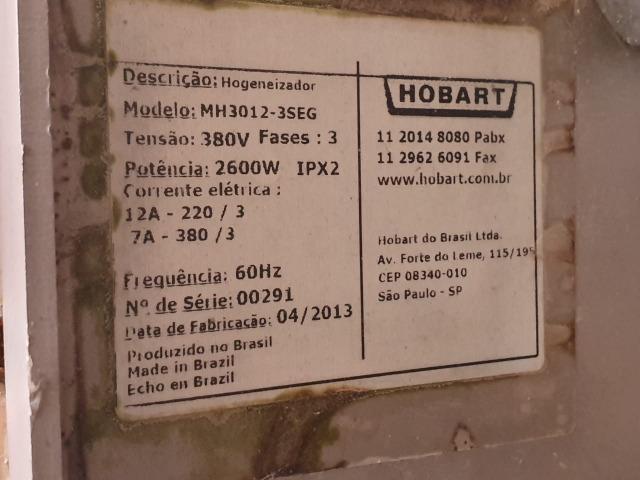 Descrição: Hogeneizador
Modelo: MH3012-3SEG
Tensão: 380V Fases : 3
Potência: 2600W IPX2
Corrente elétrica :
12A - 220 / 3
7A - 380 / 3
Frequência: 60Hz
Nº de Série: 00291
Data de Fabricação: 04/2013
Produzido no Brasil
Made in Brazil
Echo en Brazil
HOBART
11 2014 8080 Pabx
11 2962 6091 Fax
www.hobart.com.br
Hobart do Brasil Ltda.
Av. Forte do Leme, 115/195
CEP 08340-010
São Paulo - SP